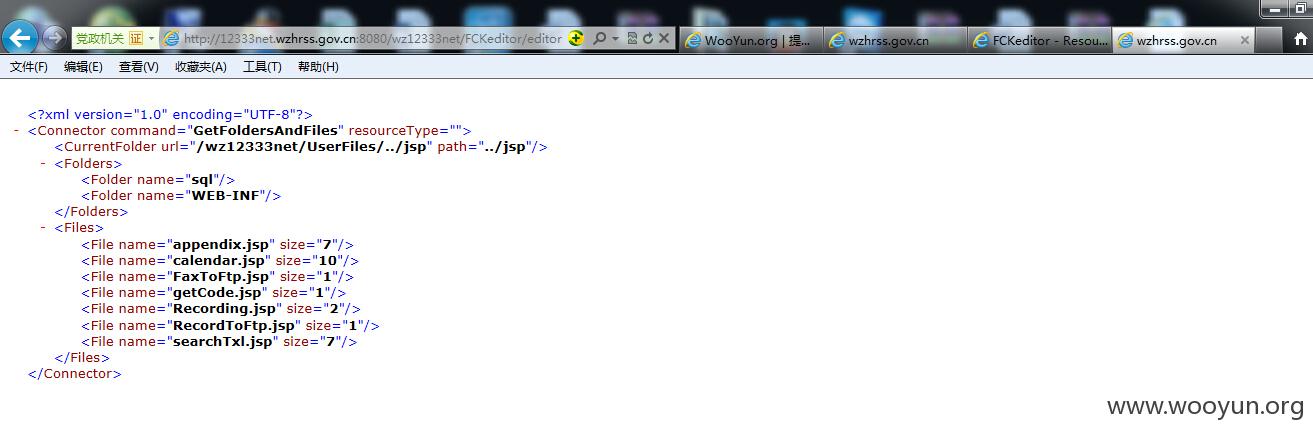 党政机关 证 http://12333net.wzhrss.gov.cn:8080/wz12333net/FCKeditor/editor WooYun.org | 提... wzhrss.gov.cn FCKeditor - Resou... wzhrss.gov.cn
文件(F) 编辑(E) 查看(V) 收藏夹(A) 工具(T) 帮助(H)
<?xml version="1.0" encoding="UTF-8"?>
- <Connector command="GetFoldersAndFiles" resourceType="">
<CurrentFolder url="/wz12333net/UserFiles/../jsp" path="../jsp"/>
- <Folders>
<Folder name="sql"/>
<Folder name="WEB-INF"/>
</Folders>
- <Files>
<File name="appendix.jsp" size="7"/>
<File name="calendar.jsp" size="10"/>
<File name="FaxToFtp.jsp" size="1"/>
<File name="getCode.jsp" size="1"/>
<File name="Recording.jsp" size="2"/>
<File name="RecordToFtp.jsp" size="1"/>
<File name="searchTxl.jsp" size="7"/>
</Files>
</Connector>
www.wooyun.org